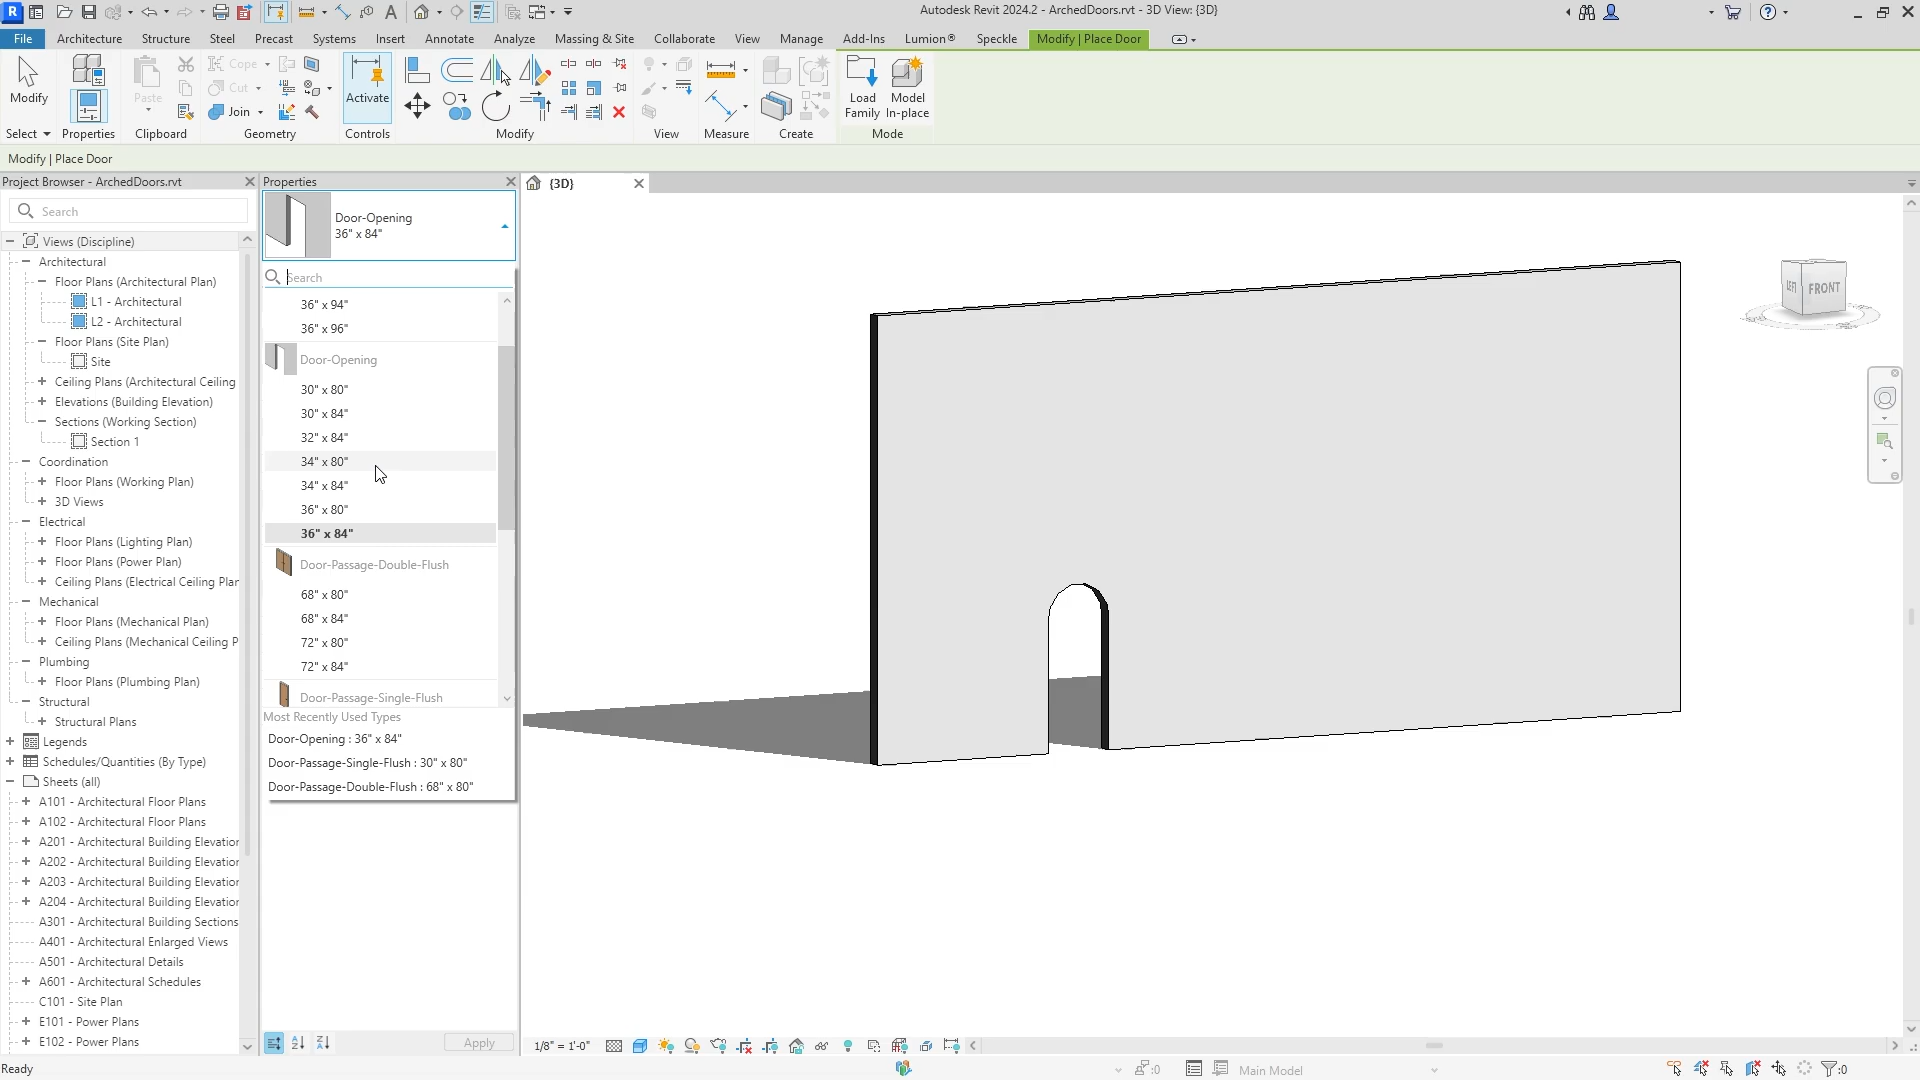 Autodesk Revit 2024.2 - ArchedDoors.rvt - 3D View: {3D}
File Architecture Structure Steel Precast Systems Insert Annotate Analyze Massing & Site Collaborate View Manage Add-Ins Lumion® Speckle Modify | Place Door
Modify
Paste
Cope
Cut
Join
Activate
Load Family
Model In-place
Select Properties Clipboard Geometry Controls Modify View Measure Create Mode
Modify | Place Door
Project Browser - ArchedDoors.rvt
Search
Views (Discipline)
Architectural
Floor Plans (Architectural Plan)
L1 - Architectural
L2 - Architectural
Floor Plans (Site Plan)
Site
Ceiling Plans (Architectural Ceiling
Elevations (Building Elevation)
Sections (Working Section)
Section 1
Coordination
Floor Plans (Working Plan)
3D Views
Electrical
Floor Plans (Lighting Plan)
Floor Plans (Power Plan)
Ceiling Plans (Electrical Ceiling Plan
Mechanical
Floor Plans (Mechanical Plan)
Ceiling Plans (Mechanical Ceiling P
Plumbing
Floor Plans (Plumbing Plan)
Structural
Structural Plans
Legends
Schedules/Quantities (By Type)
Sheets (all)
A101 - Architectural Floor Plans
A102 - Architectural Floor Plans
A201 - Architectural Building Elevation
A202 - Architectural Building Elevation
A203 - Architectural Building Elevation
A204 - Architectural Building Elevation
A301 - Architectural Building Sections
A401 - Architectural Enlarged Views
A501 - Architectural Details
A601 - Architectural Schedules
C101 - Site Plan
E101 - Power Plans
E102 - Power Plans
Properties
Door-Opening
36" x 84"
Search
36" x 94"
36" x 96"
Door-Opening
30" x 80"
30" x 84"
32" x 84"
34" x 80"
34" x 84"
36" x 80"
36" x 84"
Door-Passage-Double-Flush
68" x 80"
68" x 84"
72" x 80"
72" x 84"
Door-Passage-Single-Flush
Most Recently Used Types
Door-Opening : 36" x 84"
Door-Passage-Single-Flush : 30" x 80"
Door-Passage-Double-Flush : 68" x 80"
Apply
{3D}
LEFT FRONT
1/8" = 1'-0"
Ready
:0
Main Model
:0